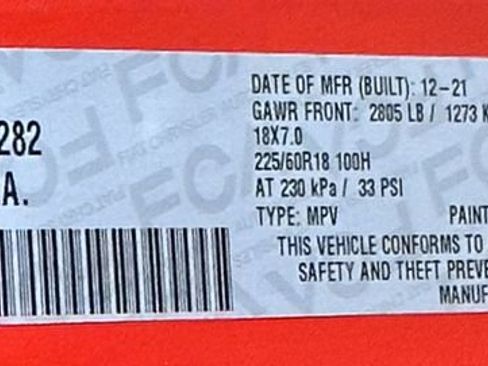 DATE OF MFR (BUILT): 12-21
GAWR FRONT: 2805 LB / 1273 K
18X7.0
225/60R18 100H
AT 230 kPa / 33 PSI
TYPE: MPV PAINT
THIS VEHICLE CONFORMS TO
SAFETY AND THEFT PREVE
MANUF
282
A.